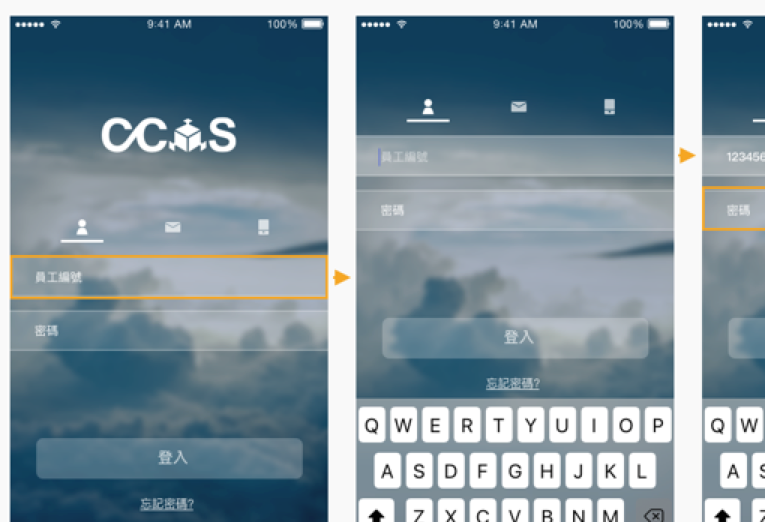 9:41 AM 100%
CCAS
員工編號
密碼
登入
忘記密碼?
9:41 AM 100%
員工編號
密碼
登入
忘記密碼?
Q W E R T Y U I O P
A S D F G H J K L
Z X C V B N M
123456
密碼
Q W
A S
Z